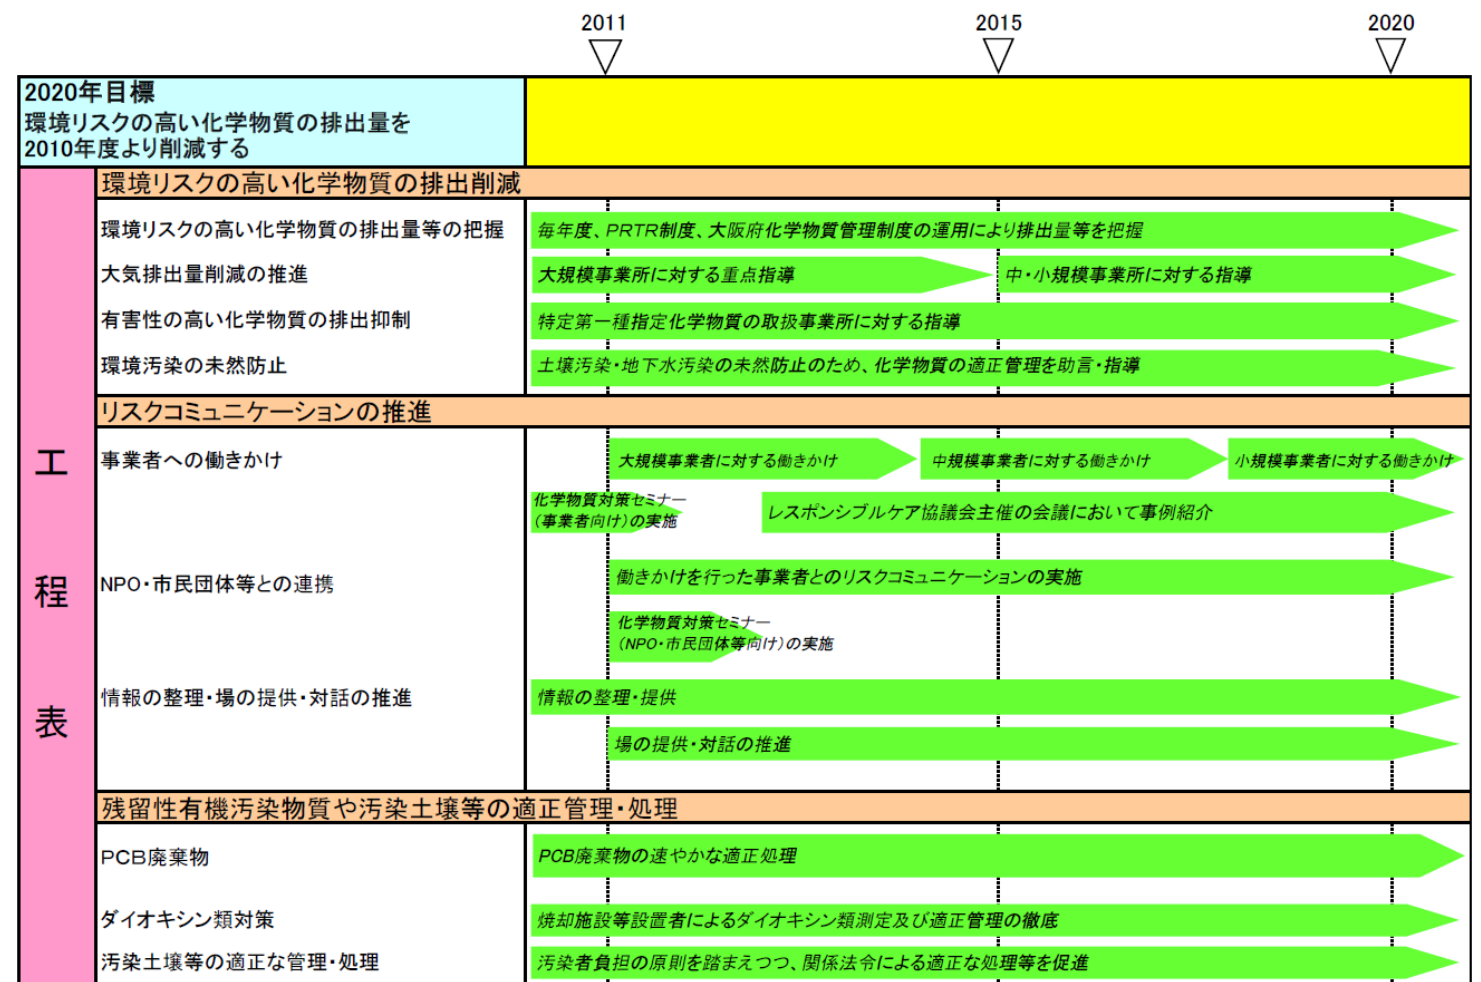 2011
2015
2020
2020年目標
環境リスクの高い化学物質の排出量を
2010年度より削減する
工程表
環境リスクの高い化学物質の排出削減
環境リスクの高い化学物質の排出量等の把握
毎年度、PRTR制度、大阪府化学物質管理制度の運用により排出量等を把握
大気排出量削減の推進
大規模事業所に対する重点指導
中・小規模事業所に対する指導
有害性の高い化学物質の排出抑制
特定第一種指定化学物質の取扱事業所に対する指導
環境汚染の未然防止
土壌汚染・地下水汚染の未然防止のため、化学物質の適正管理を助言・指導
リスクコミュニケーションの推進
事業者への働きかけ
大規模事業者に対する働きかけ
中規模事業者に対する働きかけ
小規模事業者に対する働きかけ
化学物質対策セミナー
（事業者向け）の実施
レスポンシブルケア協議会主催の会議において事例紹介
NPO・市民団体等との連携
働きかけを行った事業者とのリスクコミュニケーションの実施
化学物質対策セミナー
（NPO・市民団体等向け）の実施
情報の整理・場の提供・対話の推進
情報の整理・提供
場の提供・対話の推進
残留性有機汚染物質や汚染土壌等の適正管理・処理
PCB廃棄物
PCB廃棄物の速やかな適正処理
ダイオキシン類対策
焼却施設等設置者によるダイオキシン類測定及び適正管理の徹底
汚染土壌等の適正な管理・処理
汚染者負担の原則を踏まえつつ、関係法令による適正な処理等を促進